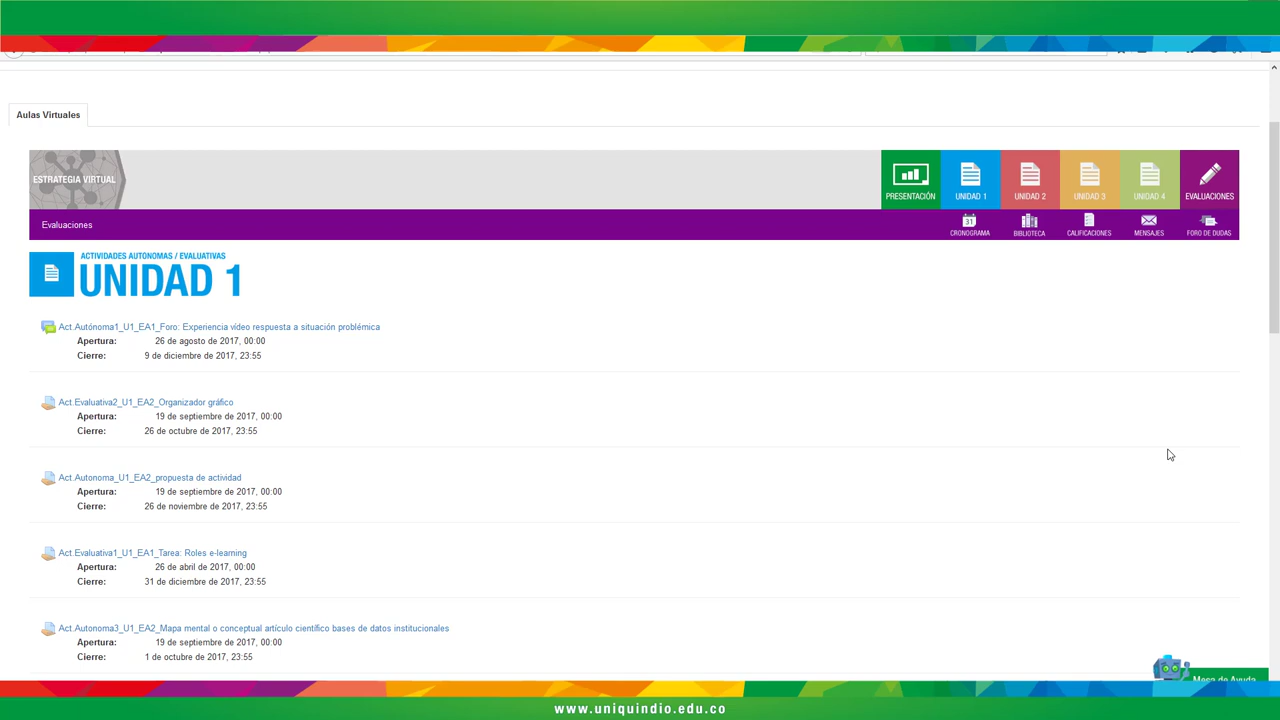 Aulas Virtuales
ESTRATEGIA VIRTUAL
PRESENTACIÓN
UNIDAD 1
UNIDAD 2
UNIDAD 3
UNIDAD 4
EVALUACIONES
Evaluaciones
31
CRONOGRAMA
BIBLIOTECA
CALIFICACIONES
MENSAJES
FORO DE DUDAS
ACTIVIDADES AUTÓNOMAS / EVALUATIVAS
UNIDAD 1
Act.Autónoma1_U1_EA1_Foro: Experiencia vídeo respuesta a situación problémica
Apertura: 26 de agosto de 2017, 00:00
Cierre: 9 de diciembre de 2017, 23:55
Act.Evaluativa2_U1_EA2_Organizador gráfico
Apertura: 19 de septiembre de 2017, 00:00
Cierre: 26 de octubre de 2017, 23:55
Act.Autonoma_U1_EA2_propuesta de actividad
Apertura: 19 de septiembre de 2017, 00:00
Cierre: 26 de noviembre de 2017, 23:55
Act.Evaluativa1_U1_EA1_Tarea: Roles e-learning
Apertura: 26 de abril de 2017, 00:00
Cierre: 31 de diciembre de 2017, 23:55
Act.Autonoma3_U1_EA2_Mapa mental o conceptual artículo científico bases de datos institucionales
Apertura: 19 de septiembre de 2017, 00:00
Cierre: 1 de octubre de 2017, 23:55
Mesa de Ayuda
www.uniquindio.edu.co